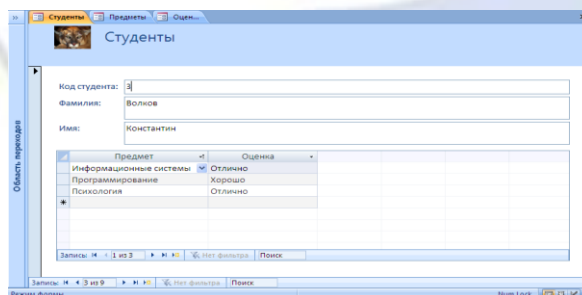 Студенты Предметы Оцен...
Студенты
Код студента: 3
Фамилия: Волков
Имя: Константин
Предмет Оценка
Информационные системы Отлично
Программирование Хорошо
Психология Отлично
Запись: 1 из 3 Нет фильтра Поиск
Запись: 3 из 9 Нет фильтра Поиск
Режим формы Num Lock
Область переходов